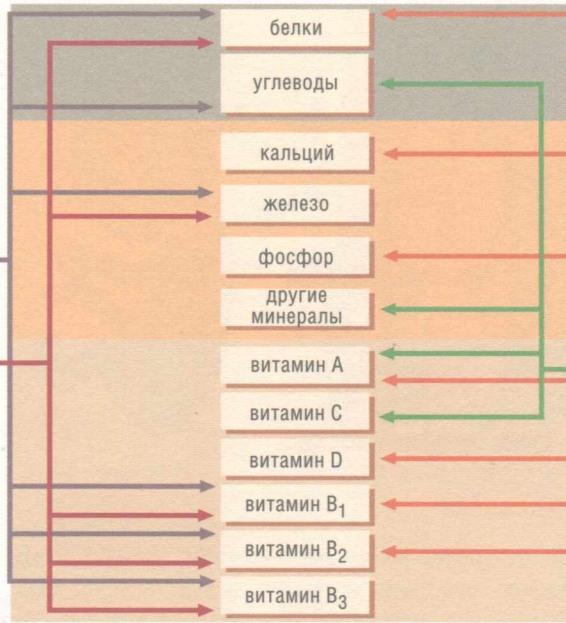 белки
углеводы
кальций
железо
фосфор
другие
минералы
витамин A
витамин C
витамин D
витамин B₁
витамин B₂
витамин B₃